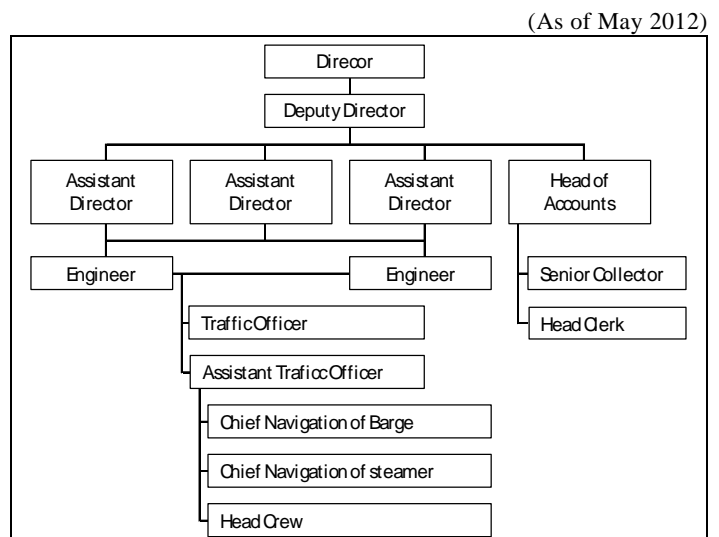 (As of May 2012)
Direcor
Deputy Director
Assistant
Director
Assistant
Director
Assistant
Director
Head of
Accounts
Engineer
Engineer
Senior Collector
Traffic Officer
Head Clerk
Assistant Traficc Officer
Chief Navigation of Barge
Chief Navigation of steamer
Head Crew